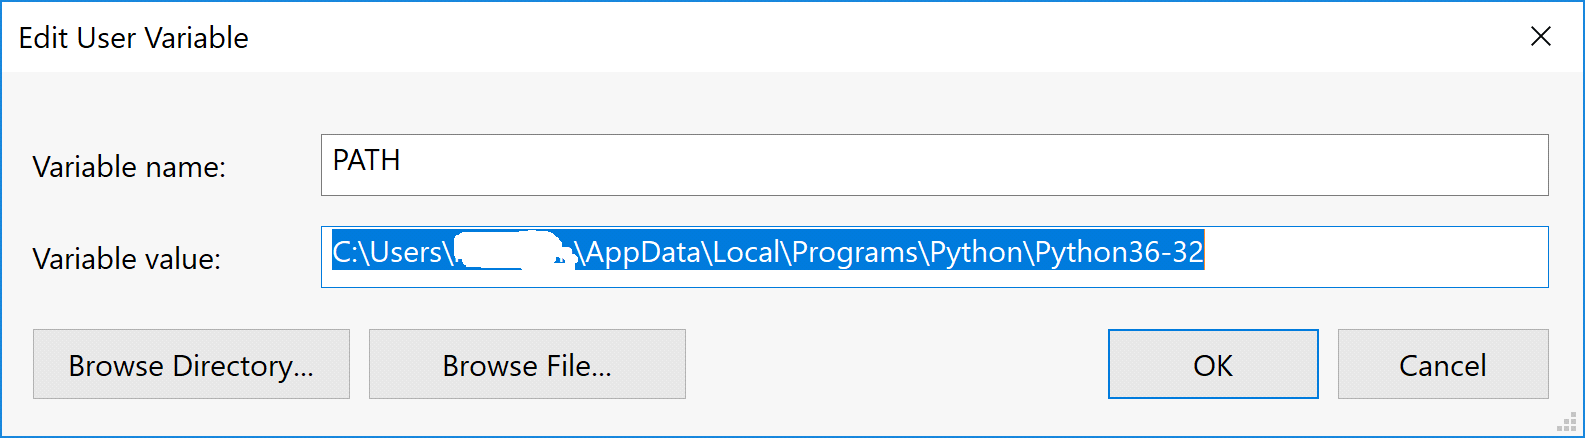 Edit User Variable
Variable name:
PATH
Variable value:
C:\Users\ \AppData\Local\Programs\Python\Python36-32
Browse Directory...
Browse File...
OK
Cancel